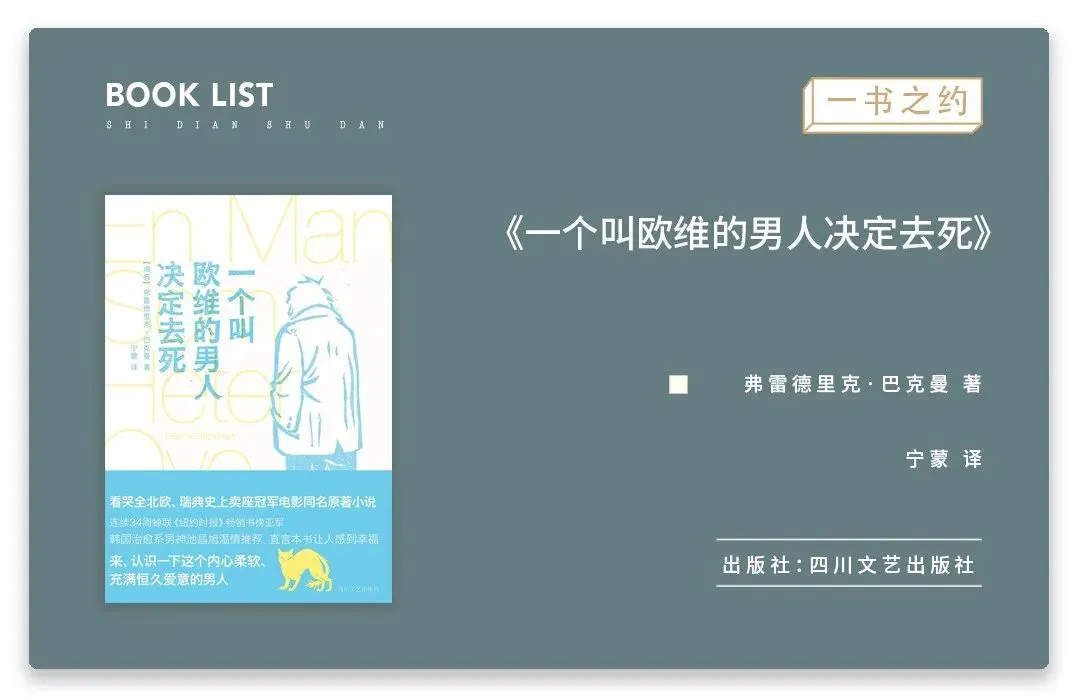 BOOK LIST
SHI DIAN SHU DAN
一书之约
《一个叫欧维的男人决定去死》
弗雷德里克·巴克曼 著
宁蒙 译
出版社:四川文艺出版社
En Man
Som
Heter
Ove
一个叫
欧维的男人
决定去死
[瑞典] 弗雷德里克·巴克曼 著
宁蒙 译
看哭全北欧、瑞典史上卖座冠军电影同名原著小说
连续34周蝉联《纽约时报》畅销书榜亚军
韩国治愈系男神池昌旭温情推荐,直言本书让人感到幸福
来,认识一下这个内心柔软、
充满恒久爱意的男人
四川文艺出版社